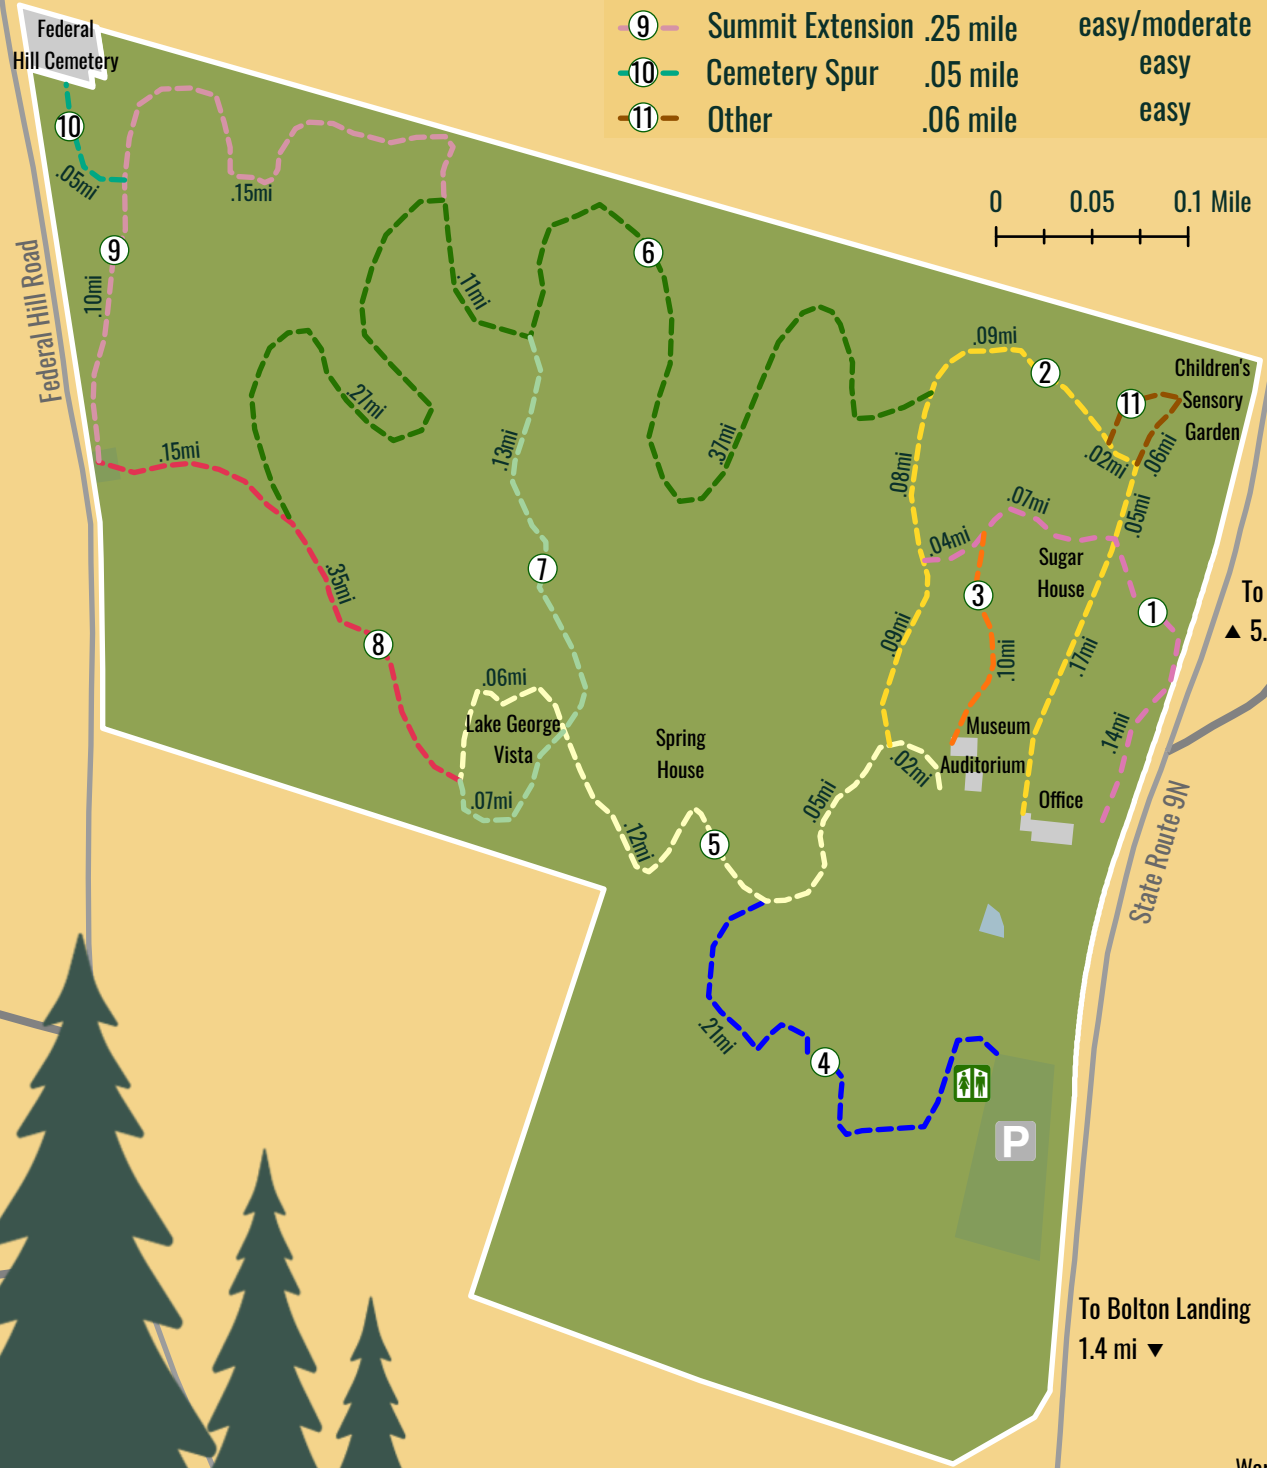 Federal
Hill Cemetery
9 Summit Extension .25 mile easy/moderate
10 Cemetery Spur .05 mile easy
11 Other .06 mile easy
0 0.05 0.1 Mile
10
.05mi
.15mi
9
.10mi
Federal Hill Road
6
.11mi
.27mi
.15mi
.13mi
.37mi
.09mi
2
Children's
Sensory
Garden
11
.02mi
.06mi
.08mi
.05mi
.07mi
.04mi
Sugar
House
3
1
7
.35mi
8
.09mi
.10mi
.17mi
.14mi
To
▲ 5.
.06mi
Lake George
Vista
.07mi
Spring
House
Museum
Auditorium
Office
.02mi
.05mi
.12mi
5
State Route 9N
.21mi
4
P
To Bolton Landing
1.4 mi ▼